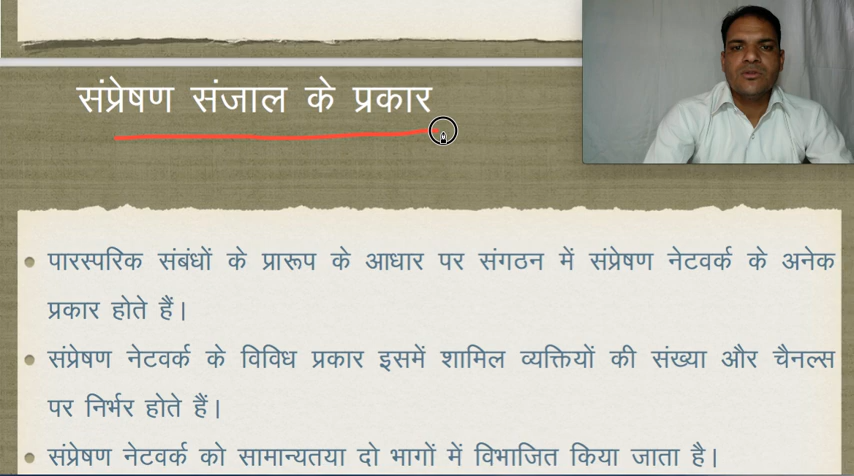 संप्रेषण संजाल के प्रकार
पारस्परिक संबंधों के प्रारूप के आधार पर संगठन में संप्रेषण नेटवर्क के अनेक
प्रकार होते हैं।
संप्रेषण नेटवर्क के विविध प्रकार इसमें शामिल व्यक्तियों की संख्या और चैनल्स
पर निर्भर होते हैं।
संप्रेषण नेटवर्क को सामान्यतया दो भागों में विभाजित किया जाता है।